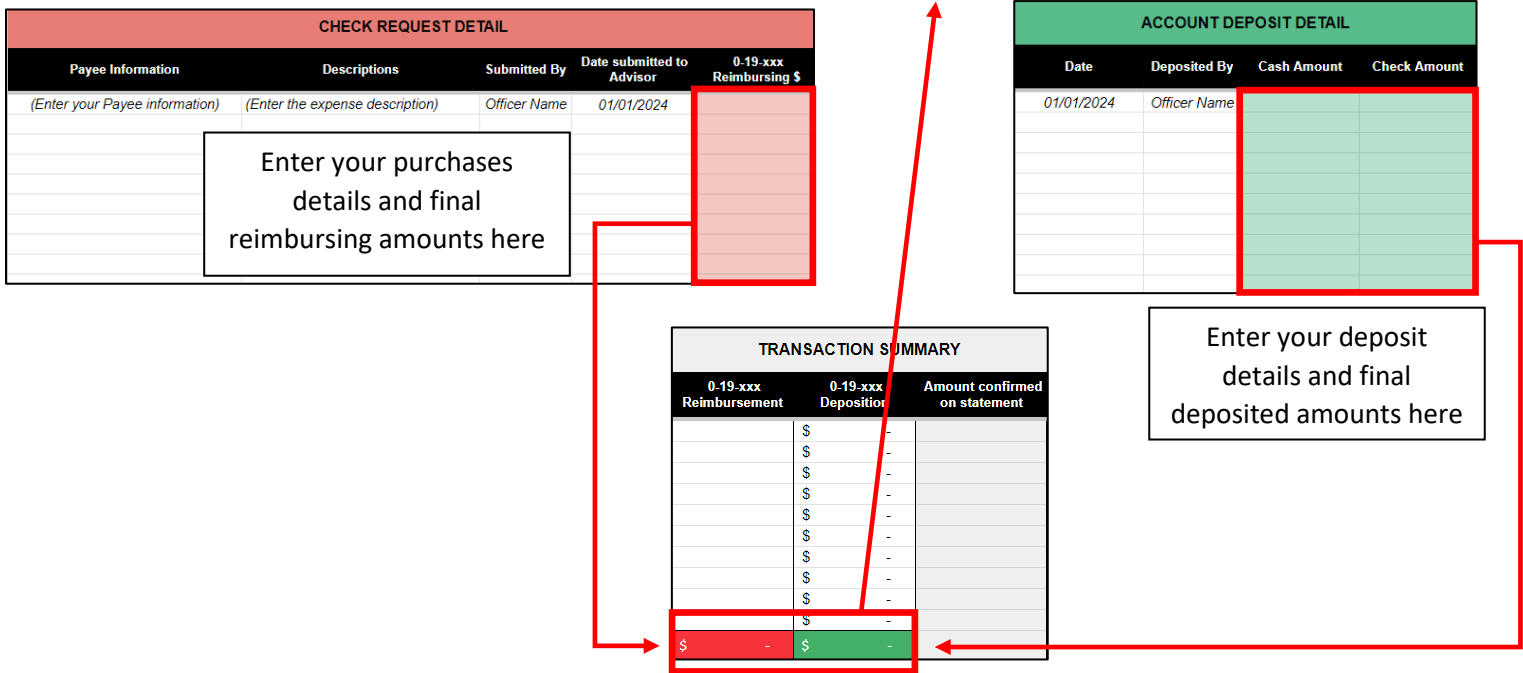 CHECK REQUEST DETAIL
Payee Information Descriptions Submitted By Date submitted to Advisor 0-19-xxx Reimbursing $
(Enter your Payee information) (Enter the expense description) Officer Name 01/01/2024
Enter your purchases
details and final
reimbursing amounts here
ACCOUNT DEPOSIT DETAIL
Date Deposited By Cash Amount Check Amount
01/01/2024 Officer Name
Enter your deposit
details and final
deposited amounts here
TRANSACTION SUMMARY
0-19-xxx Reimbursement 0-19-xxx Deposition Amount confirmed on statement
$ -
$ -
$ -
$ -
$ -
$ -
$ -
$ -
$ -
$ -
$ - $ -